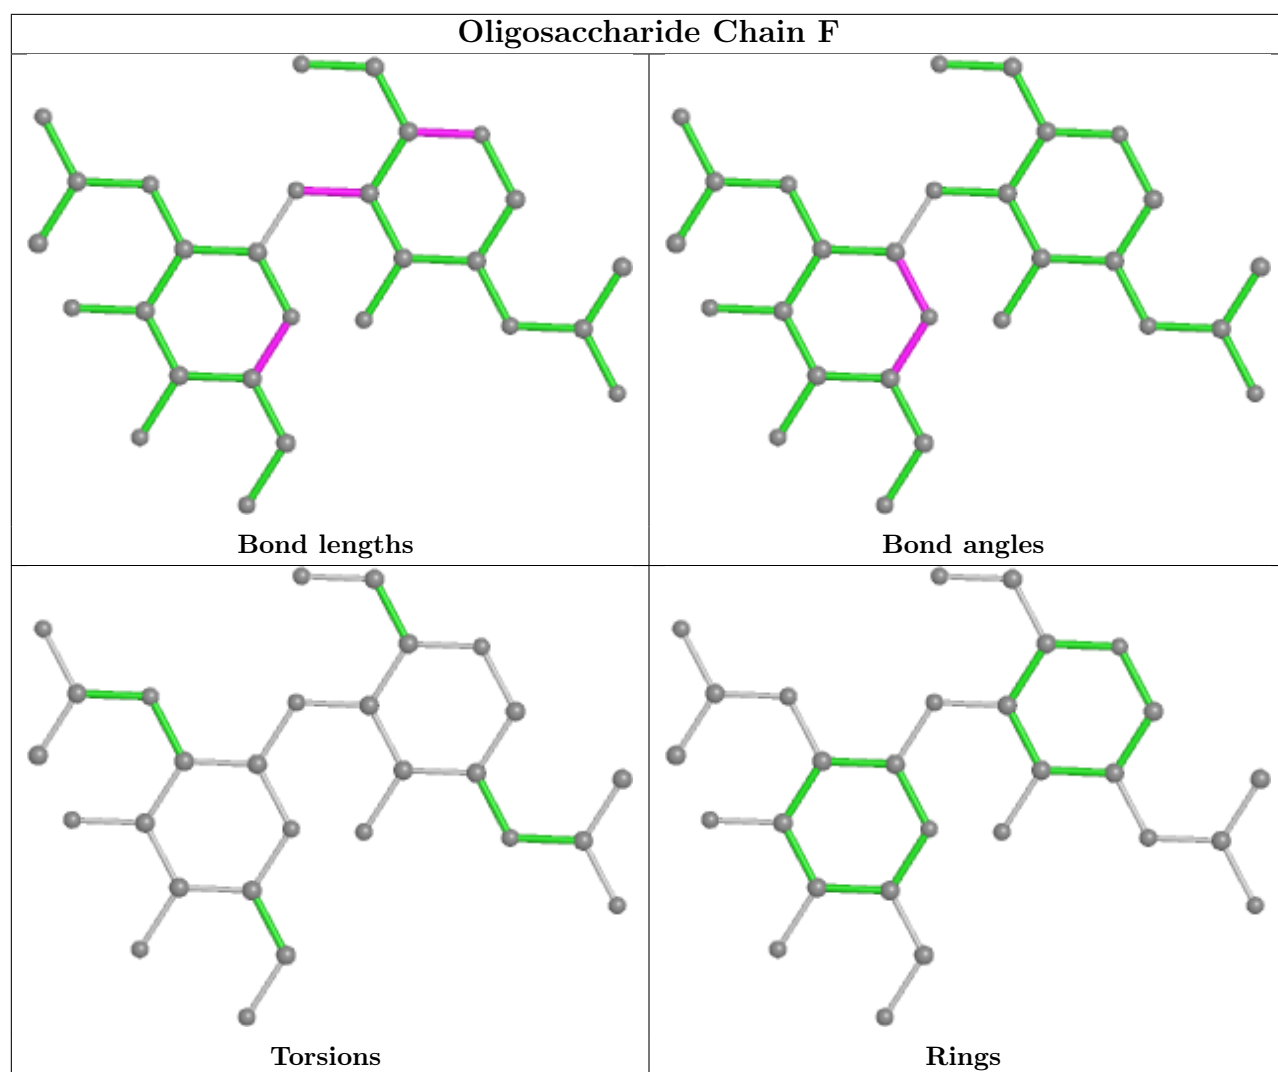 Oligosaccharide Chain F
Bond lengths
Bond angles
Torsions
Rings